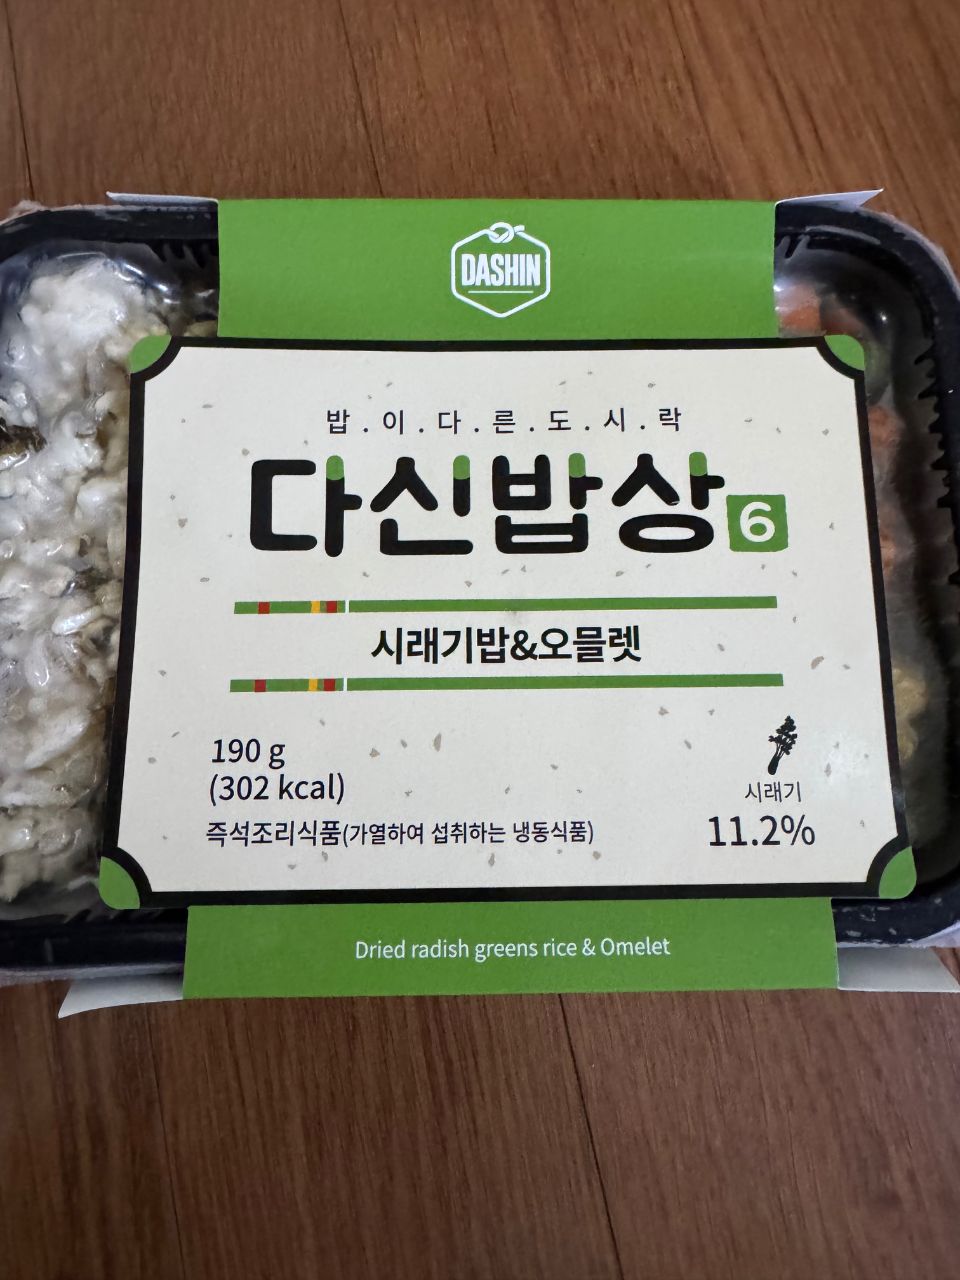 DASHIN
밥.이.다.른.도.시.락
다신밥상 6
시래기밥&오믈렛
190 g
(302 kcal)
즉석조리식품(가열하여 섭취하는 냉동식품)
시래기
11.2%
Dried radish greens rice & Omelet